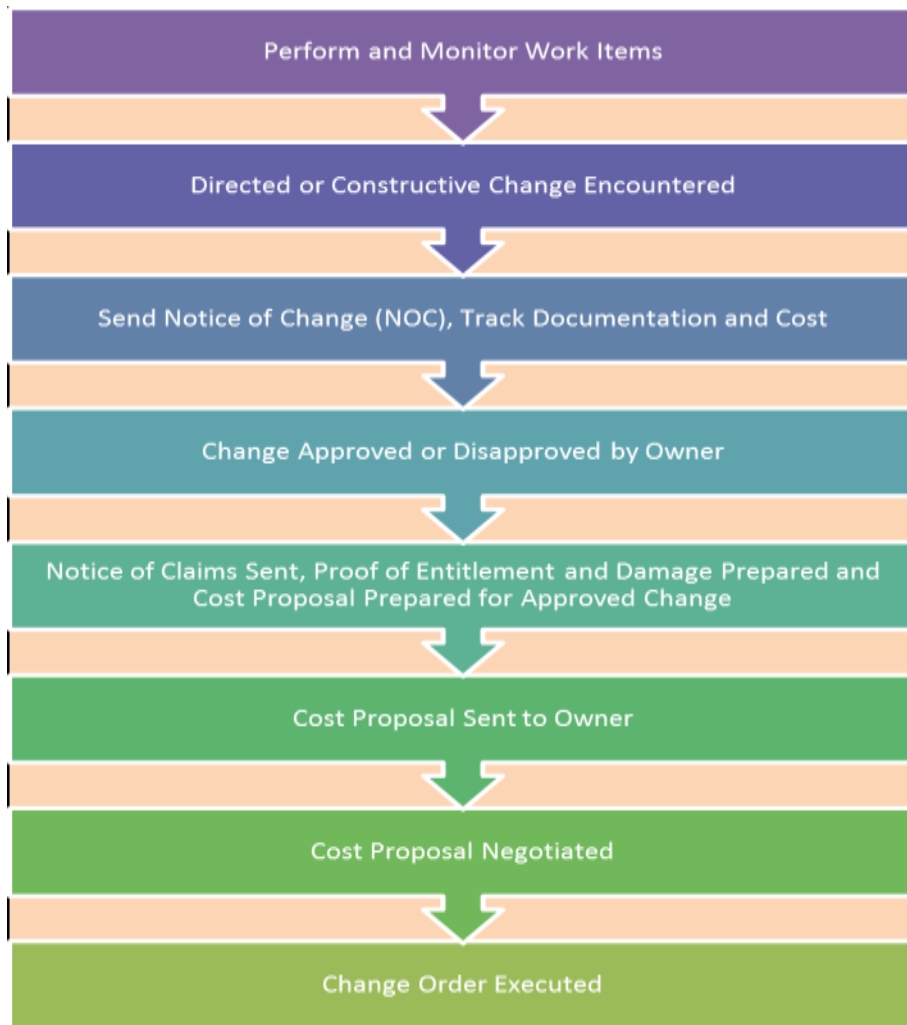 Perform and Monitor Work Items
Directed or Constructive Change Encountered
Send Notice of Change (NOC), Track Documentation and Cost
Change Approved or Disapproved by Owner
Notice of Claims Sent, Proof of Entitlement and Damage Prepared and
Cost Proposal Prepared for Approved Change
Cost Proposal Sent to Owner
Cost Proposal Negotiated
Change Order Executed